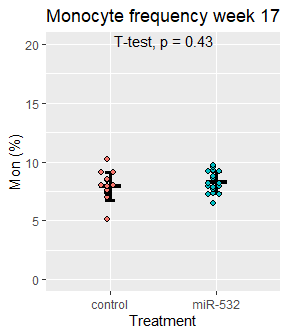 Monocyte frequency week 17
T-test, p = 0.43
20
15
10
5
0
Mon (%)
control
miR-532
Treatment